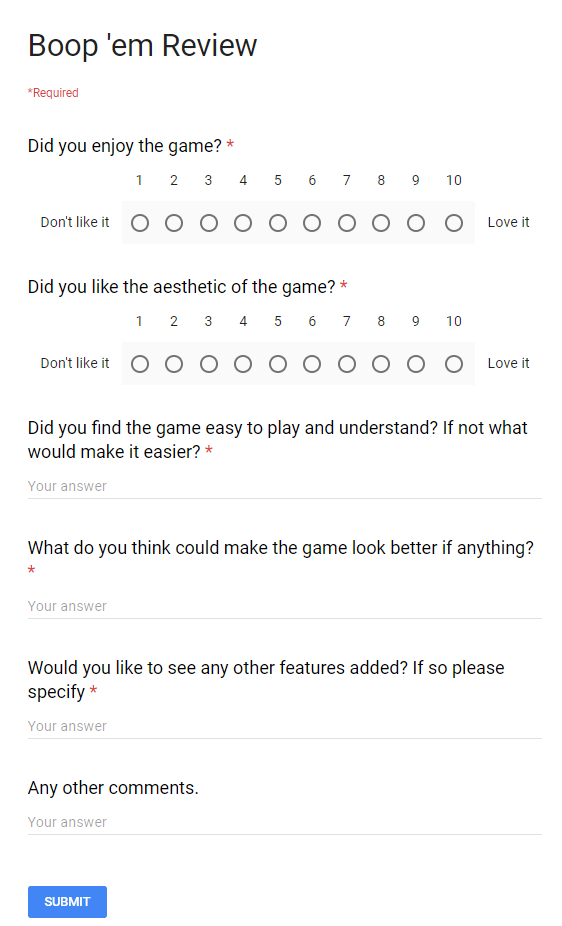 Boop 'em Review
*Required
Did you enjoy the game? *
1 2 3 4 5 6 7 8 9 10
Don't like it Love it
Did you like the aesthetic of the game? *
1 2 3 4 5 6 7 8 9 10
Don't like it Love it
Did you find the game easy to play and understand? If not what
would make it easier? *
Your answer
What do you think could make the game look better if anything?
*
Your answer
Would you like to see any other features added? If so please
specify *
Your answer
Any other comments.
Your answer
SUBMIT